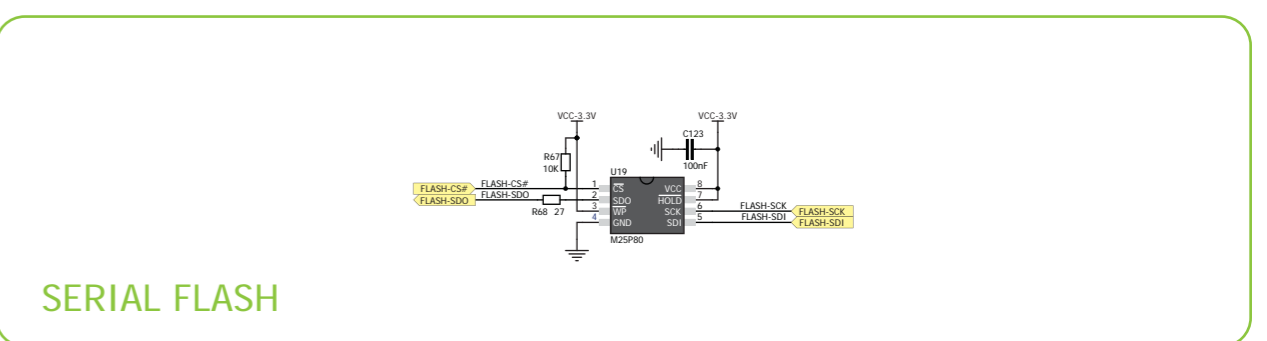 VCC-3.3V
VCC-3.3V
C123
100nF
R67
10K
U19
FLASH-CS#
FLASH-CS#
1
CS
VCC
8
FLASH-SDO
FLASH-SDO
2
SDO
HOLD
7
R68 27
3
WP
SCK
6
FLASH-SCK
FLASH-SCK
4
GND
SDI
5
FLASH-SDI
FLASH-SDI
M25P80
SERIAL FLASH